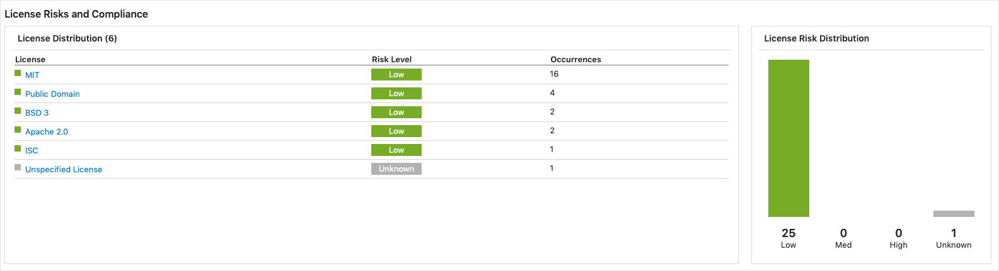 License Risks and Compliance
License Distribution (6)
License Risk Level Occurrences
MIT Low 16
Public Domain Low 4
BSD 3 Low 2
Apache 2.0 Low 2
ISC Low 1
Unspecified License Unknown 1
License Risk Distribution
25 0 0 1
Low Med High Unknown